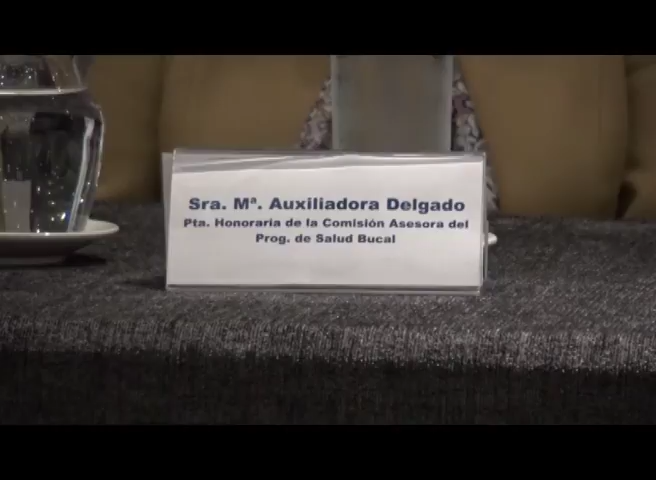 Sra. Mª. Auxiliadora Delgado
Pta. Honoraria de la Comisión Asesora del
Prog. de Salud Bucal